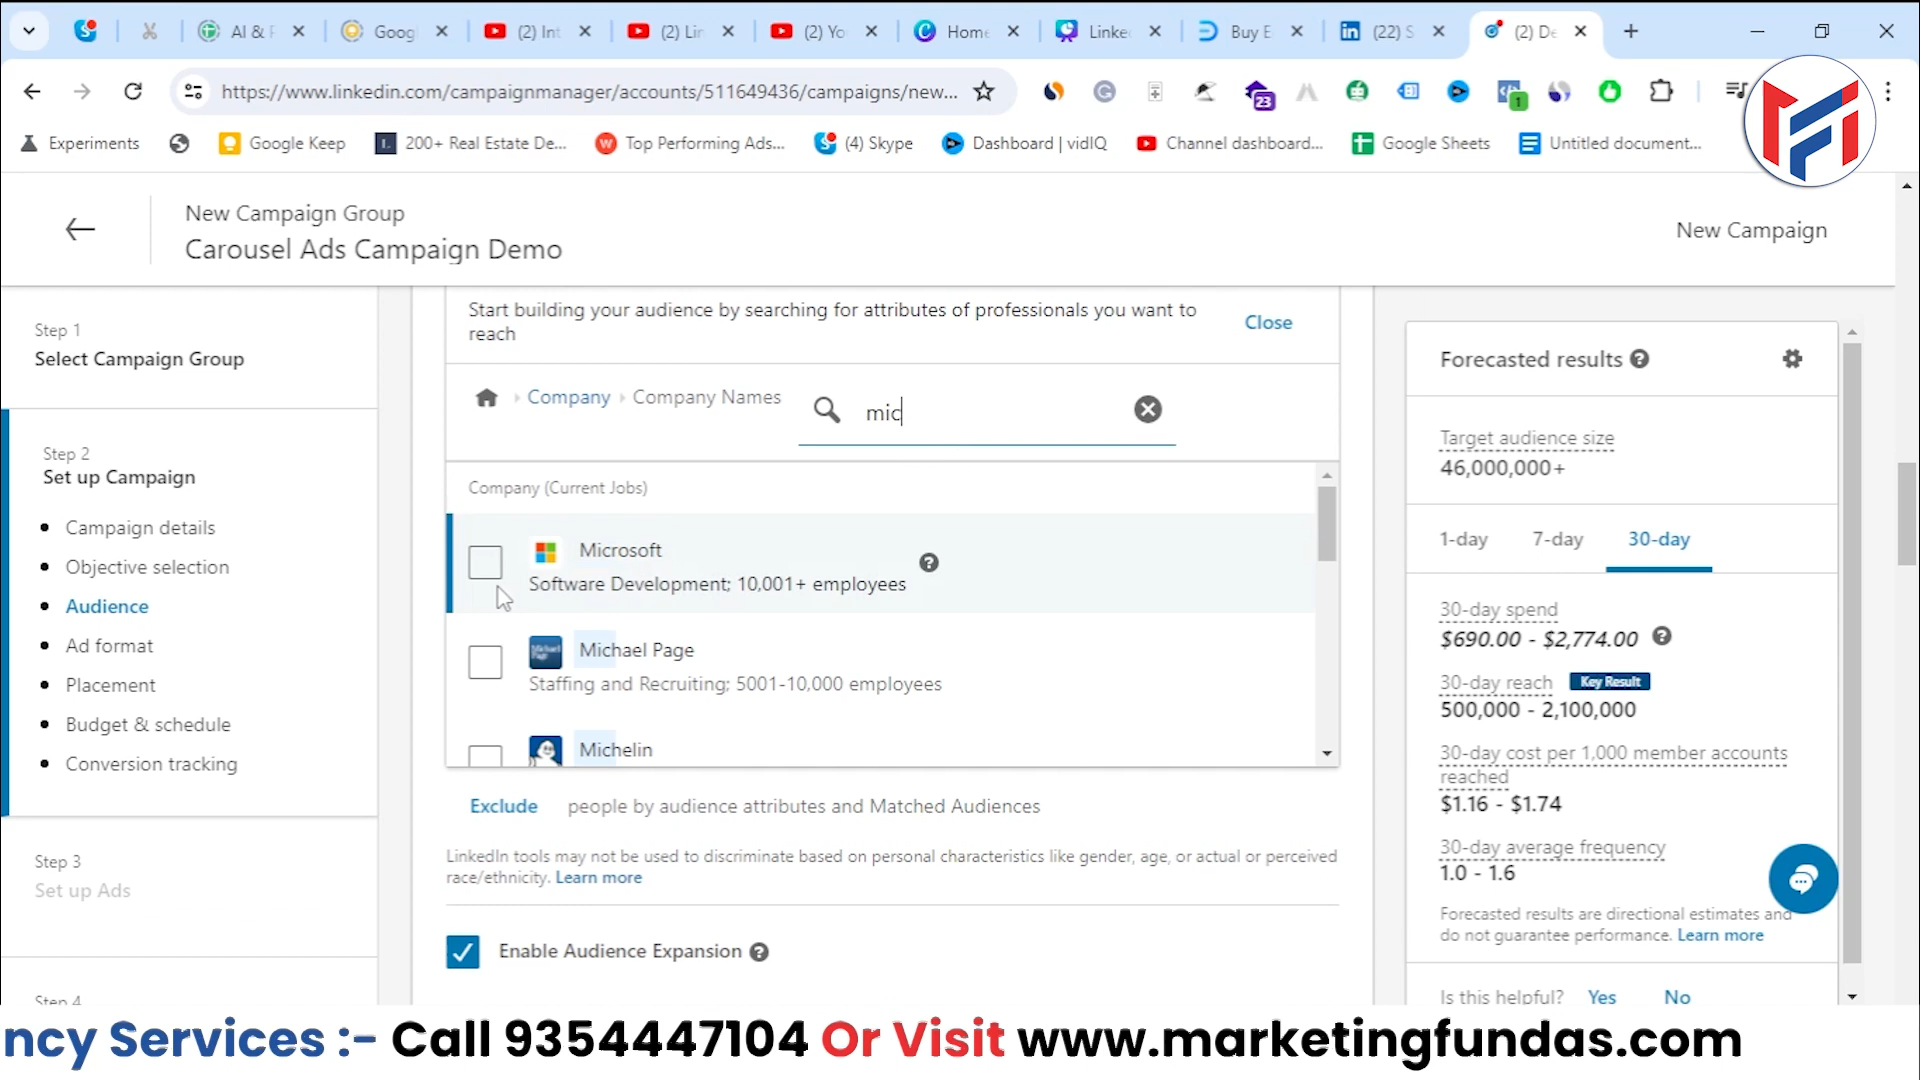 AI & F
Goog
(2) Int
(2) Lir
(2) Yo
Home
Linke
Buy E
(22) S
(2) De
https://www.linkedin.com/campaignmanager/accounts/511649436/campaigns/new...
23
1
Experiments
Google Keep
200+ Real Estate De...
Top Performing Ads...
(4) Skype
Dashboard | vidIQ
Channel dashboard...
Google Sheets
Untitled document...
New Campaign Group
Carousel Ads Campaign Demo
New Campaign
Step 1
Select Campaign Group
Step 2
Set up Campaign
Campaign details
Objective selection
Audience
Ad format
Placement
Budget & schedule
Conversion tracking
Step 3
Set up Ads
Step 4
Start building your audience by searching for attributes of professionals you want to
reach
Close
Company › Company Names
mic
Company (Current Jobs)
Microsoft
Software Development; 10,001+ employees
Michael Page
Staffing and Recruiting; 5001-10,000 employees
Michelin
Exclude people by audience attributes and Matched Audiences
LinkedIn tools may not be used to discriminate based on personal characteristics like gender, age, or actual or perceived
race/ethnicity. Learn more
Enable Audience Expansion
Forecasted results
Target audience size
46,000,000+
1-day 7-day 30-day
30-day spend
$690.00 - $2,774.00
30-day reach Key Result
500,000 - 2,100,000
30-day cost per 1,000 member accounts
reached
$1.16 - $1.74
30-day average frequency
1.0 - 1.6
Forecasted results are directional estimates and
do not guarantee performance. Learn more
Is this helpful? Yes No
ncy Services :- Call 9354447104 Or Visit www.marketingfundas.com